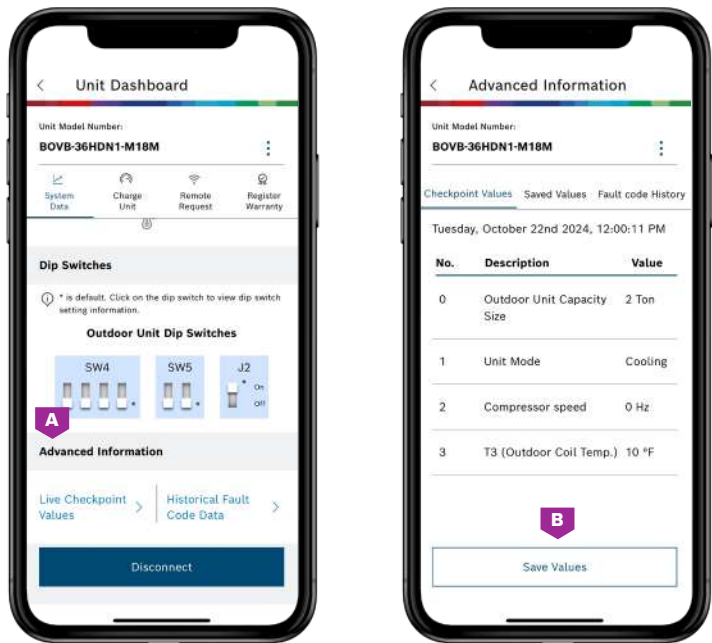 Unit Dashboard
Unit Model Number:
BOVB-36HDN1-M18M
System Data
Charge Unit
Remote Request
Register Warranty
Dip Switches
* is default. Click on the dip switch to view dip switch
setting information.
Outdoor Unit Dip Switches
SW4
SW5
J2
*
*
*
On
Off
A
Advanced Information
Live Checkpoint
Values
Historical Fault
Code Data
Disconnect
Advanced Information
Unit Model Number:
BOVB-36HDN1-M18M
Checkpoint Values Saved Values Fault code History
Tuesday, October 22nd 2024, 12:00:11 PM
No. Description Value
0 Outdoor Unit Capacity 2 Ton
Size
1 Unit Mode Cooling
2 Compressor speed 0 Hz
3 T3 (Outdoor Coil Temp.) 10 °F
B
Save Values